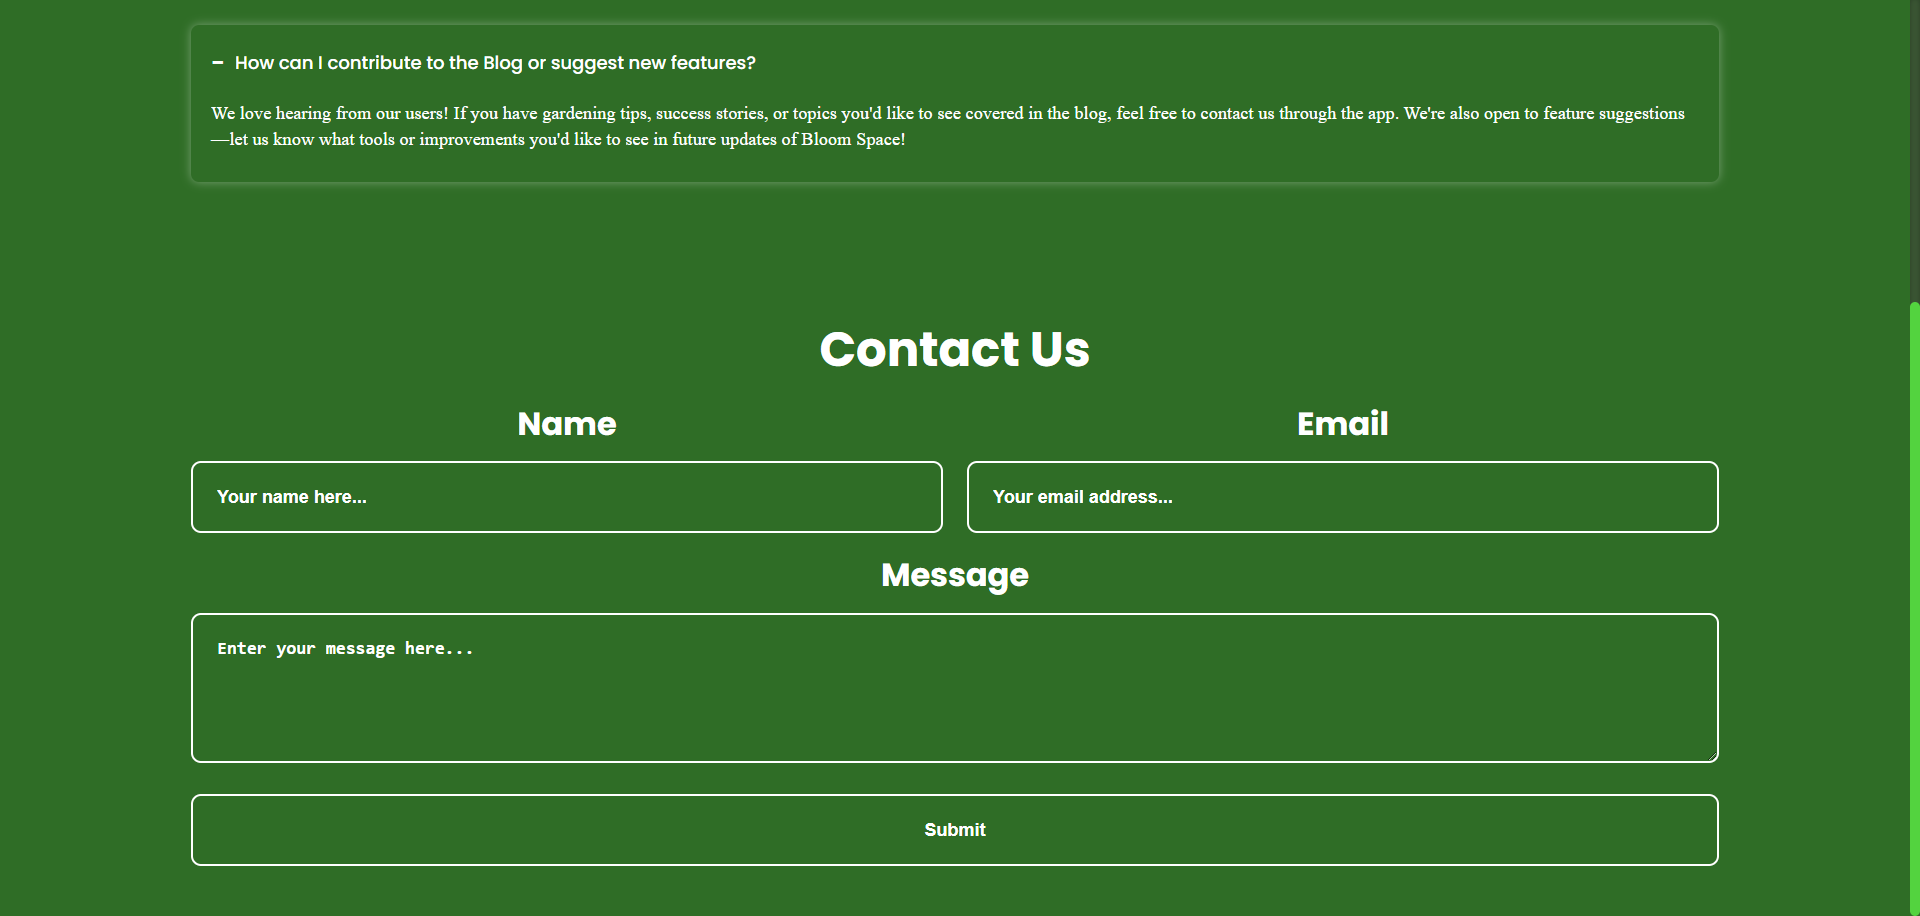 – How can I contribute to the Blog or suggest new features?
We love hearing from our users! If you have gardening tips, success stories, or topics you'd like to see covered in the blog, feel free to contact us through the app. We're also open to feature suggestions
—let us know what tools or improvements you'd like to see in future updates of Bloom Space!
Contact Us
Name
Email
Your name here...
Your email address...
Message
Enter your message here...
Submit